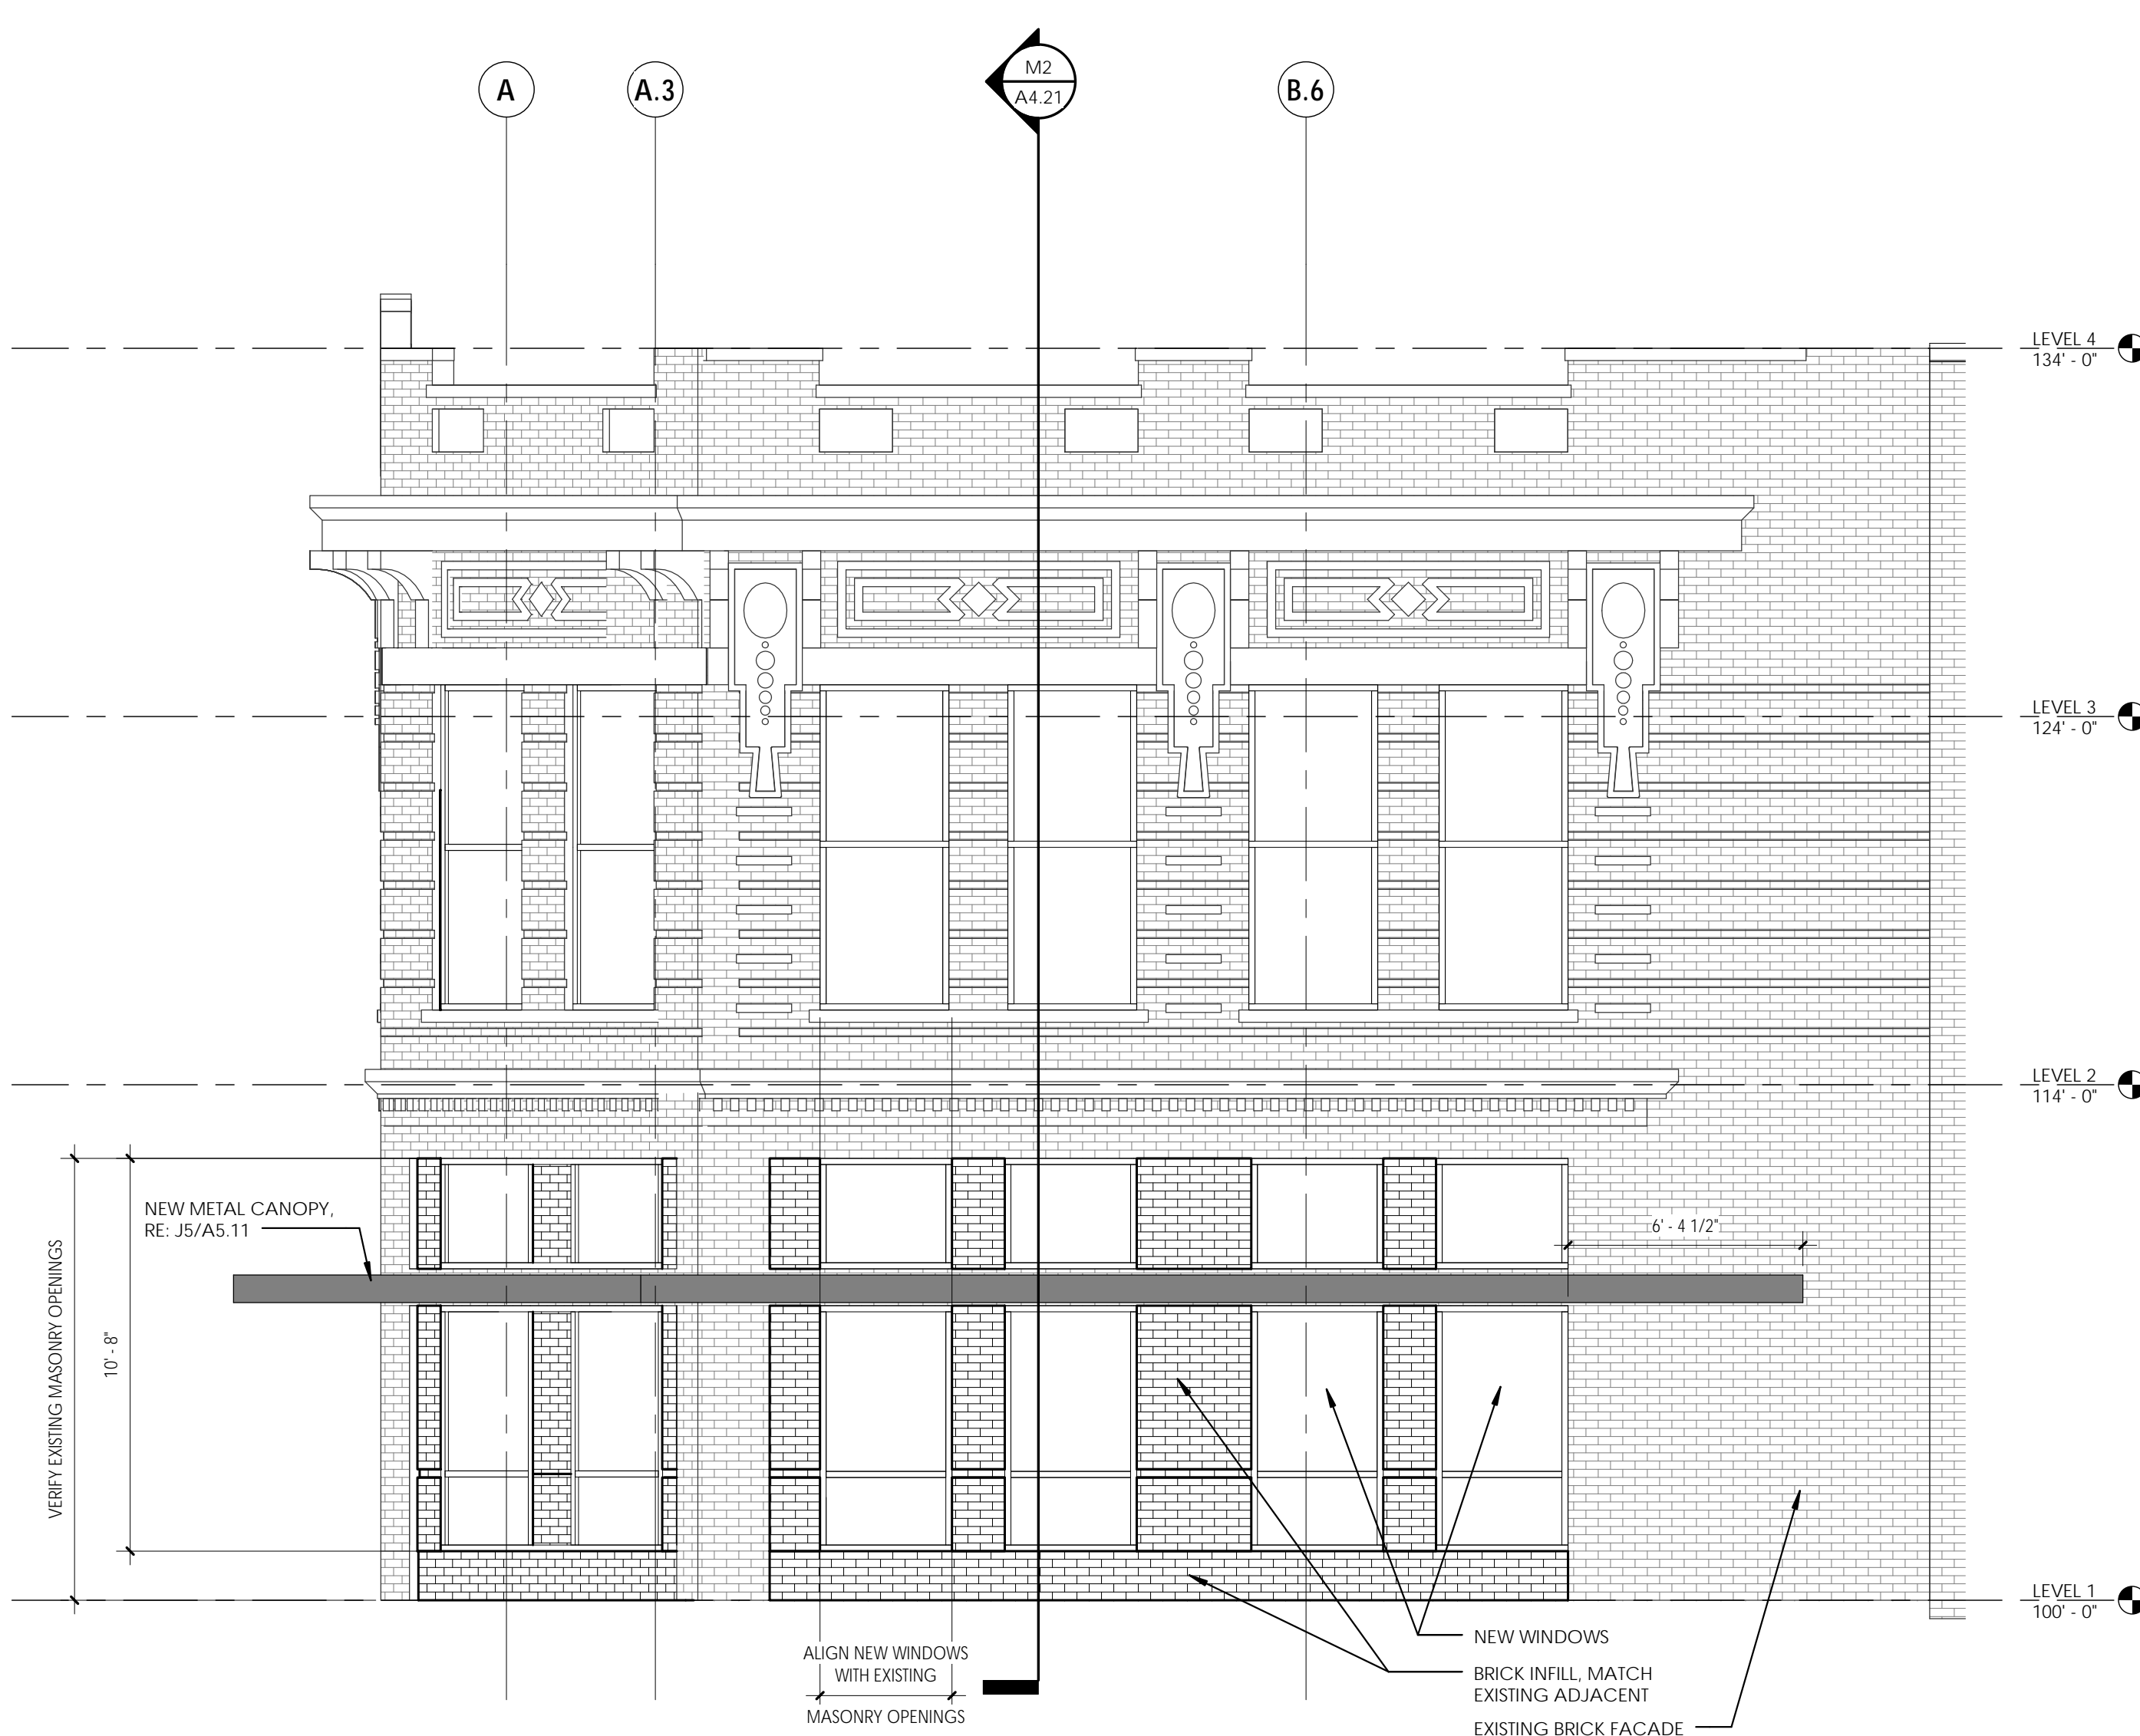 A
A.3
M2
A4.21
B.6
LEVEL 4
134' - 0"
LEVEL 3
124' - 0"
LEVEL 2
114' - 0"
NEW METAL CANOPY,
RE: J5/A5.11
6' - 4 1/2"
VERIFY EXISTING MASONRY OPENINGS
10' - 8"
LEVEL 1
100' - 0"
ALIGN NEW WINDOWS
WITH EXISTING
MASONRY OPENINGS
NEW WINDOWS
BRICK INFILL, MATCH
EXISTING ADJACENT
EXISTING BRICK FACADE